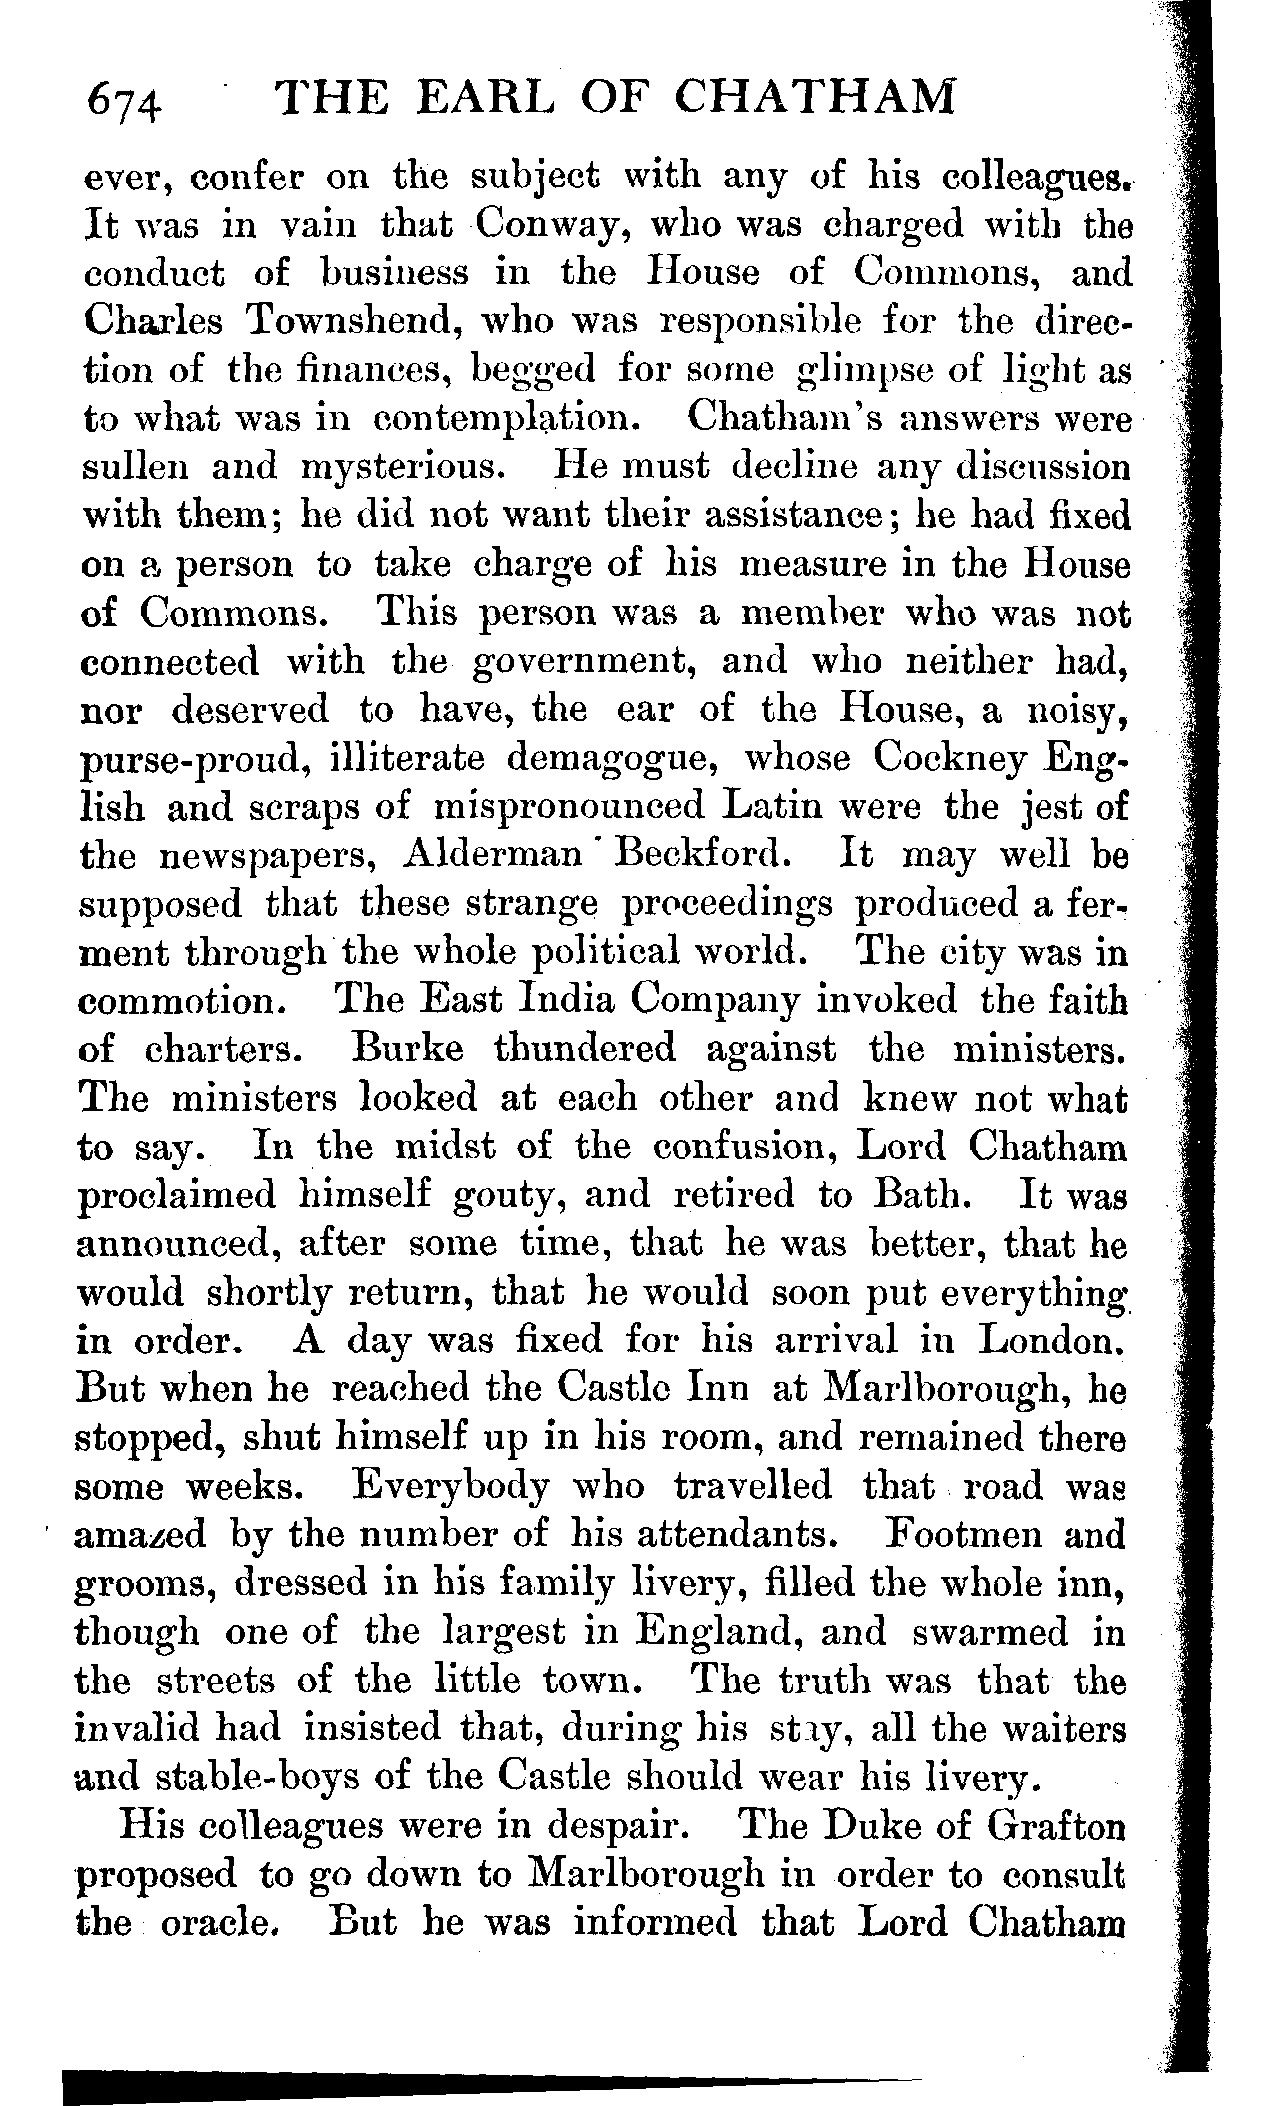 674 THE EARL OF CHATHAM
ever, confer on the subject with any of his colleagues.
It was in vain that Conway, who was charged with the
conduct of business in the House of Commons, and
Charles Townshend, who was responsible for the direc-
tion of the finances, begged for some glimpse of light as
to what was in contemplation. Chatham's answers were
sullen and mysterious. He must decline any discussion
with them; he did not want their assistance; he had fixed
on a person to take charge of his measure in the House
of Commons. This person was a member who was not
connected with the government, and who neither had,
nor deserved to have, the ear of the House, a noisy,
purse-proud, illiterate demagogue, whose Cockney Eng-
lish and scraps of mispronounced Latin were the jest of
the newspapers, Alderman Beckford. It may well be
supposed that these strange proceedings produced a fer-
ment through the whole political world. The city was in
commotion. The East India Company invoked the faith
of charters. Burke thundered against the ministers.
The ministers looked at each other and knew not what
to say. In the midst of the confusion, Lord Chatham
proclaimed himself gouty, and retired to Bath. It was
announced, after some time, that he was better, that he
would shortly return, that he would soon put everything
in order. A day was fixed for his arrival in London.
But when he reached the Castle Inn at Marlborough, he
stopped, shut himself up in his room, and remained there
some weeks. Everybody who travelled that road was
amazed by the number of his attendants. Footmen and
grooms, dressed in his family livery, filled the whole inn,
though one of the largest in England, and swarmed in
the streets of the little town. The truth was that the
invalid had insisted that, during his stay, all the waiters
and stable-boys of the Castle should wear his livery.
His colleagues were in despair. The Duke of Grafton
proposed to go down to Marlborough in order to consult
the oracle. But he was informed that Lord Chatham